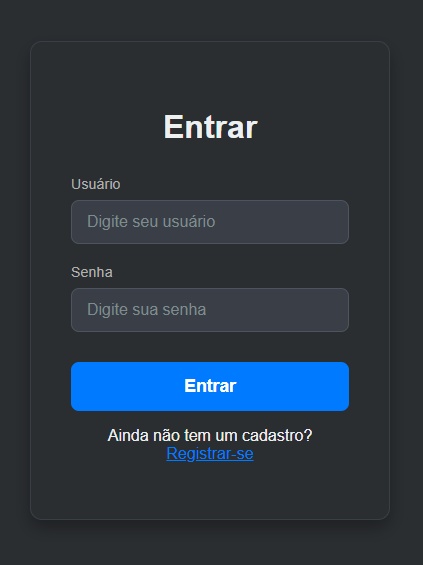 Entrar
Usuário
Digite seu usuário
Senha
Digite sua senha
Entrar
Ainda não tem um cadastro?
Registrar-se